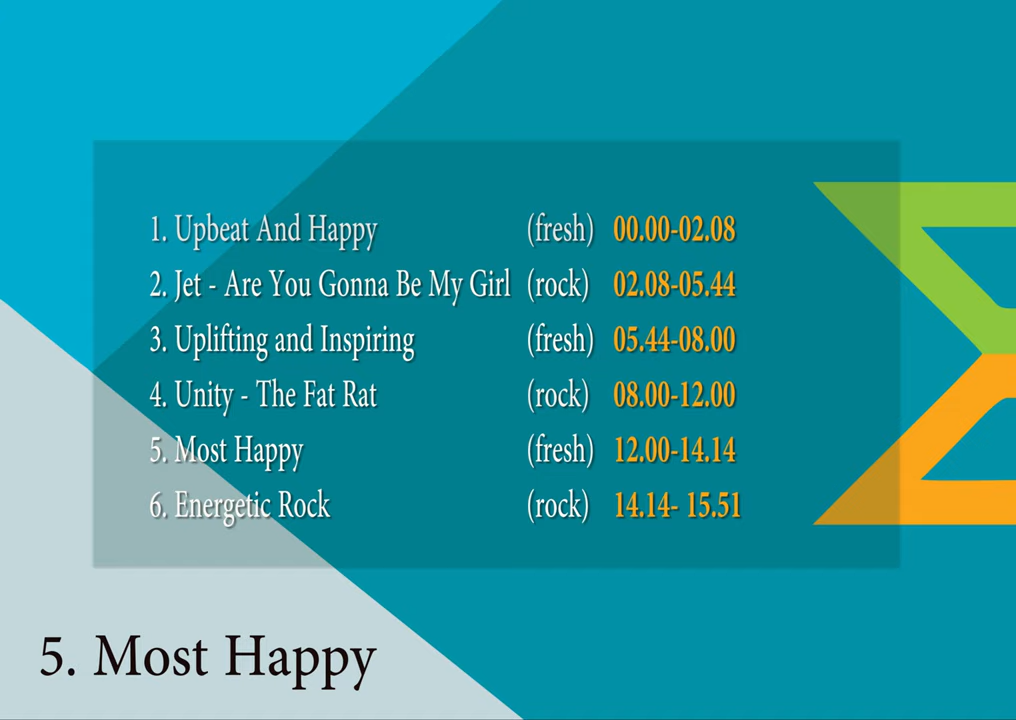 1. Upbeat And Happy (fresh) 00.00-02.08
2. Jet - Are You Gonna Be My Girl (rock) 02.08-05.44
3. Uplifting and Inspiring (fresh) 05.44-08.00
4. Unity - The Fat Rat (rock) 08.00-12.00
5. Most Happy (fresh) 12.00-14.14
6. Energetic Rock (rock) 14.14- 15.51
5. Most Happy